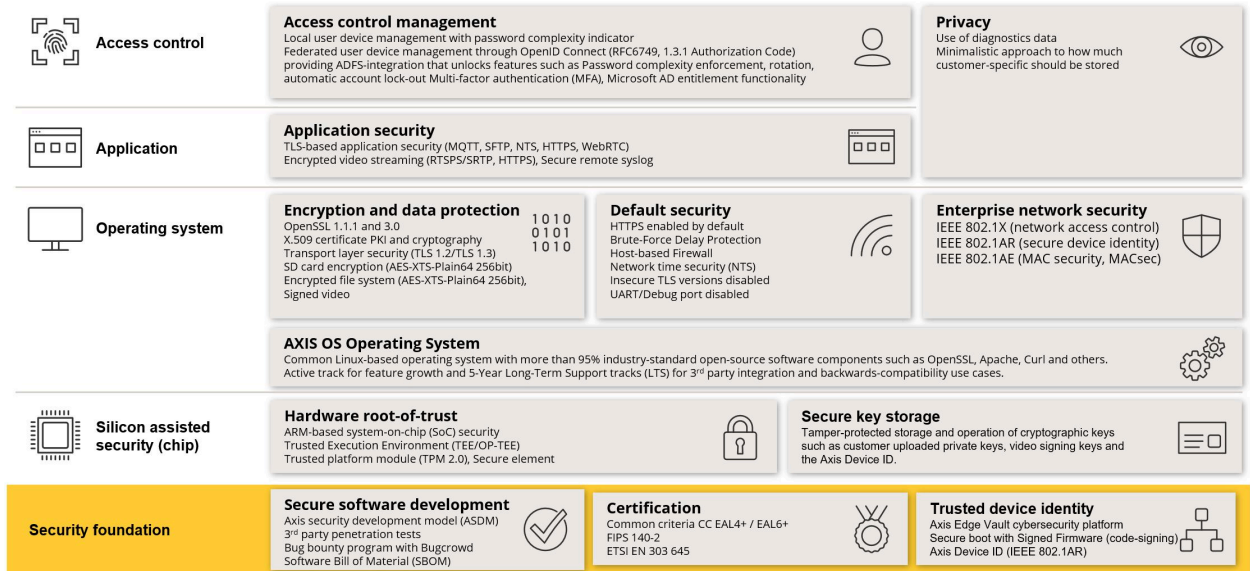 Access control
Access control management
Local user device management with password complexity indicator
Federated user device management through OpenID Connect (RFC6749, 1.3.1 Authorization Code)
providing ADFS-integration that unlocks features such as Password complexity enforcement, rotation,
automatic account lock-out Multi-factor authentication (MFA), Microsoft AD entitlement functionality
Privacy
Use of diagnostics data
Minimalistic approach to how much
customer-specific should be stored
Application
Application security
TLS-based application security (MQTT, SFTP, NTS, HTTPS, WebRTC)
Encrypted video streaming (RTSPS/SRTP, HTTPS), Secure remote syslog
Operating system
Encryption and data protection
OpenSSL 1.1.1 and 3.0
X.509 certificate PKI and cryptography
Transport layer security (TLS 1.2/TLS 1.3)
SD card encryption (AES-XTS-Plain64 256bit)
Encrypted file system (AES-XTS-Plain64 256bit),
Signed video
1010
0101
1010
Default security
HTTPS enabled by default
Brute-Force Delay Protection
Host-based Firewall
Network time security (NTS)
Insecure TLS versions disabled
UART/Debug port disabled
Enterprise network security
IEEE 802.1X (network access control)
IEEE 802.1AR (secure device identity)
IEEE 802.1AE (MAC security, MACsec)
AXIS OS Operating System
Common Linux-based operating system with more than 95% industry-standard open-source software components such as OpenSSL, Apache, Curl and others.
Active track for feature growth and 5-Year Long-Term Support tracks (LTS) for 3rd party integration and backwards-compatibility use cases.
Silicon assisted
security (chip)
Hardware root-of-trust
ARM-based system-on-chip (SoC) security
Trusted Execution Environment (TEE/OP-TEE)
Trusted platform module (TPM 2.0), Secure element
Secure key storage
Tamper-protected storage and operation of cryptographic keys
such as customer uploaded private keys, video signing keys and
the Axis Device ID.
Security foundation
Secure software development
Axis security development model (ASDM)
3rd party penetration tests
Bug bounty program with Bugcrowd
Software Bill of Material (SBOM)
Certification
Common criteria CC EAL4+ / EAL6+
FIPS 140-2
ETSI EN 303 645
Trusted device identity
Axis Edge Vault cybersecurity platform
Secure boot with Signed Firmware (code-signing)
Axis Device ID (IEEE 802.1AR)